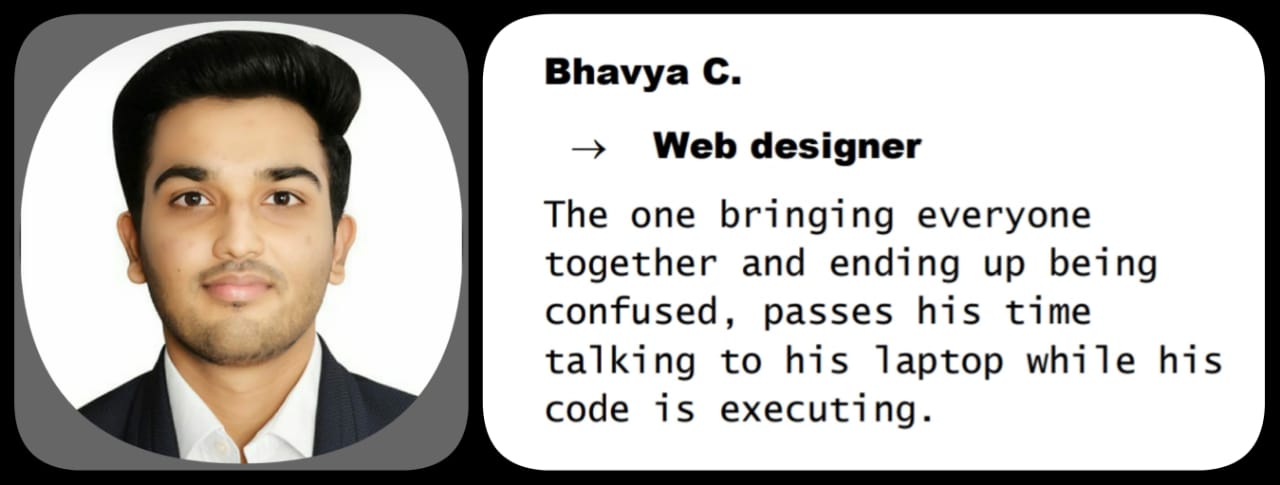 Bhavya C.
→ Web designer
The one bringing everyone
together and ending up being
confused, passes his time
talking to his laptop while his
code is executing.